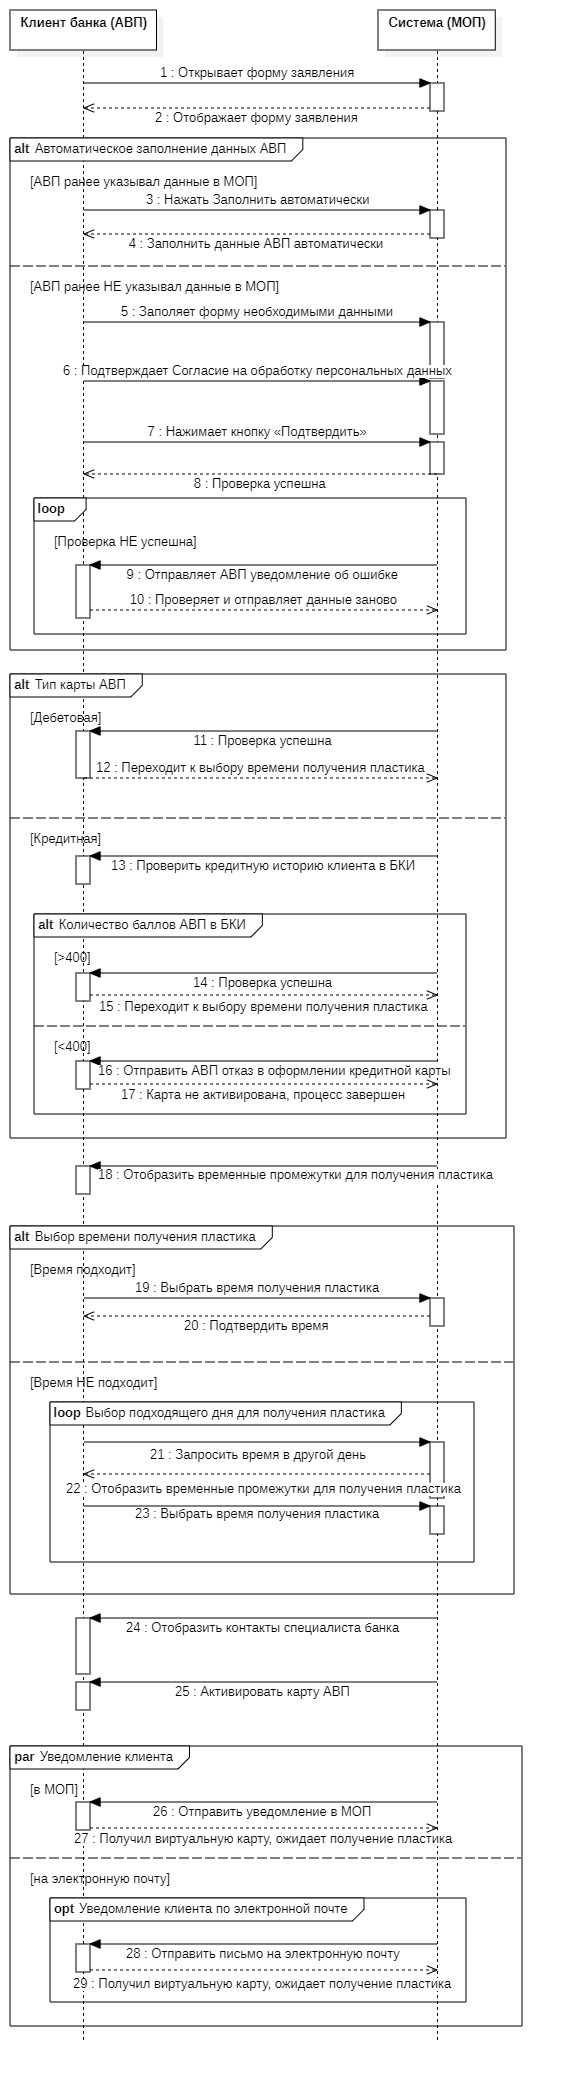 Клиент банка (АВП)
Система (МОП)
1 : Открывает форму заявления
2 : Отображает форму заявления
alt Автоматическое заполнение данных АВП
[АВП ранее указывал данные в МОП]
3 : Нажать Заполнить автоматически
4 : Заполнить данные АВП автоматически
[АВП ранее НЕ указывал данные в МОП]
5 : Заполяет форму необходимыми данными
6 : Подтверждает Согласие на обработку персональных данных
7 : Нажимает кнопку «Подтвердить»
8 : Проверка успешна
loop
[Проверка НЕ успешна]
9 : Отправляет АВП уведомление об ошибке
10 : Проверяет и отправляет данные заново
alt Тип карты АВП
[Дебетовая]
11 : Проверка успешна
12 : Переходит к выбору времени получения пластика
[Кредитная]
13 : Проверить кредитную историю клиента в БКИ
alt Количество баллов АВП в БКИ
[>400]
14 : Проверка успешна
15 : Переходит к выбору времени получения пластика
[<400]
16 : Отправить АВП отказ в оформлении кредитной карты
17 : Карта не активирована, процесс завершен
18 : Отобразить временные промежутки для получения пластика
alt Выбор времени получения пластика
[Время подходит]
19 : Выбрать время получения пластика
20 : Подтвердить время
[Время НЕ подходит]
loop Выбор подходящего дня для получения пластика
21 : Запросить время в другой день
22 : Отобразить временные промежутки для получения пластика
23 : Выбрать время получения пластика
24 : Отобразить контакты специалиста банка
25 : Активировать карту АВП
par Уведомление клиента
[в МОП]
26 : Отправить уведомление в МОП
27 : Получил виртуальную карту, ожидает получение пластика
[на электронную почту]
opt Уведомление клиента по электронной почте
28 : Отправить письмо на электронную почту
29 : Получил виртуальную карту, ожидает получение пластика